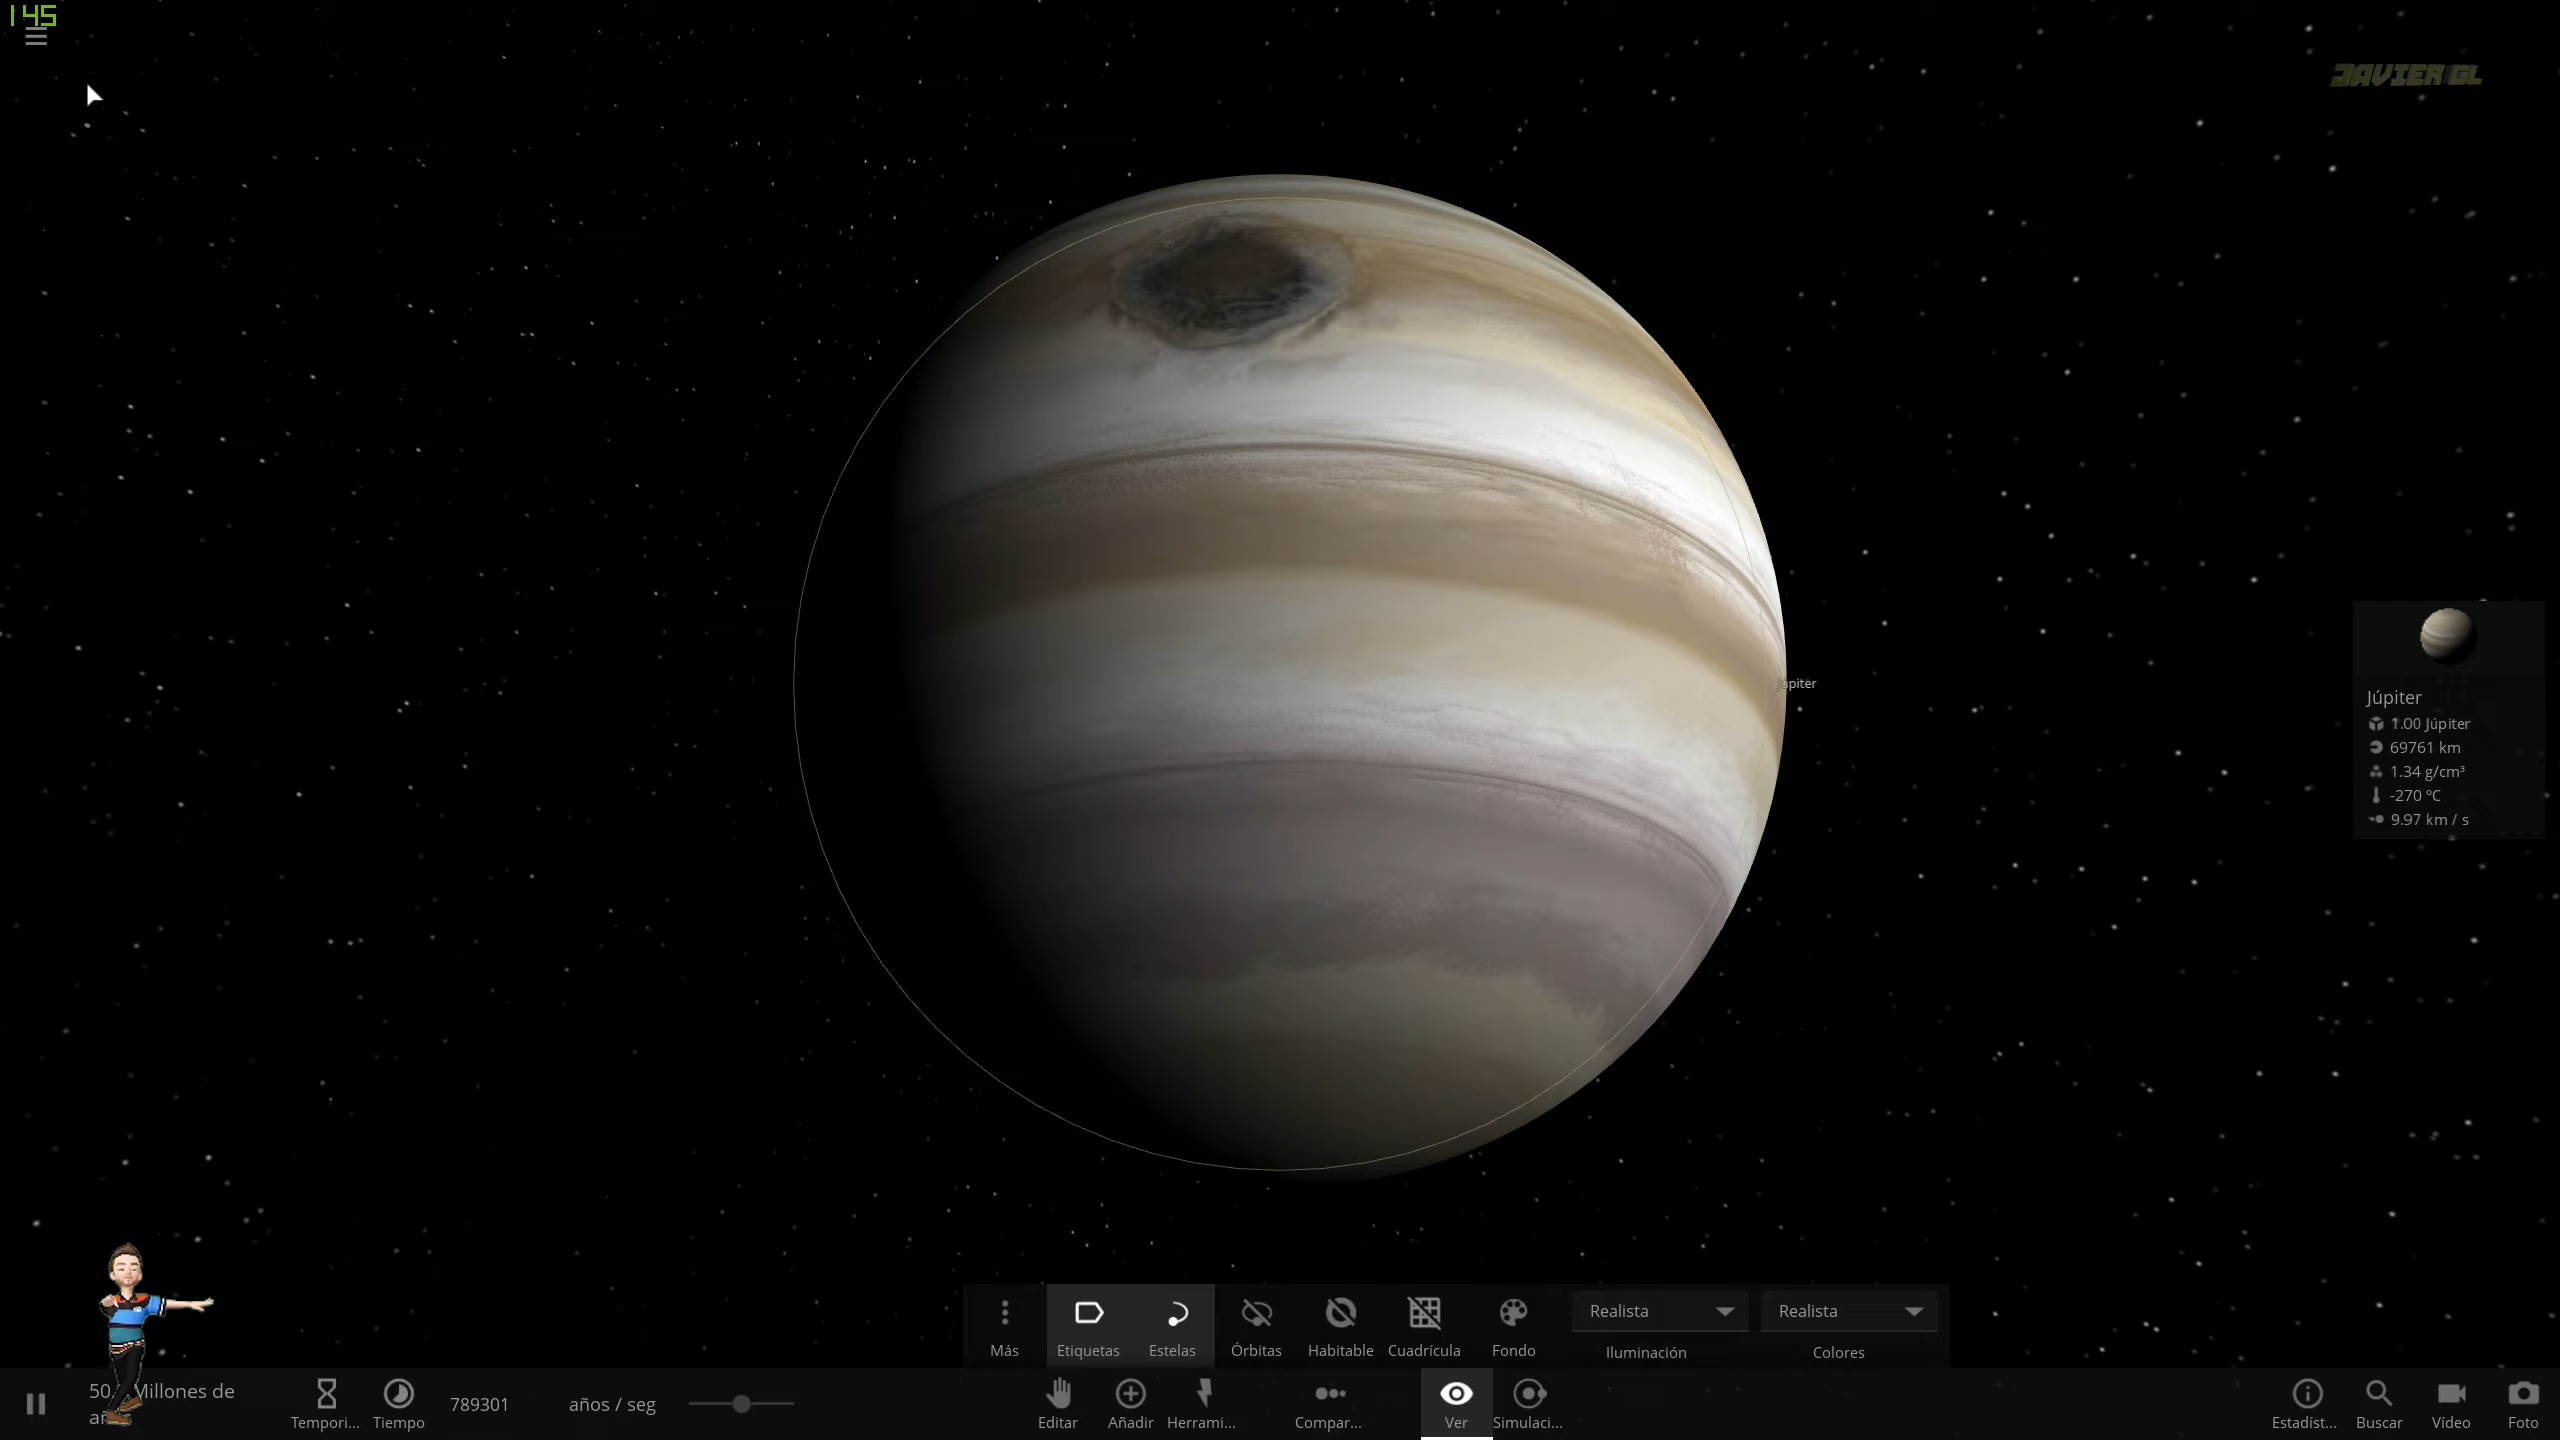 145
JAVIER GL
Júpiter
Júpiter
1.00 Júpiter
69761 km
1.34 g/cm³
-270 ºC
9.97 km / s
Más
Etiquetas
Estelas
Órbitas
Habitable
Cuadrícula
Fondo
Realista
Iluminación
Realista
Colores
Millones de
Tempori...
Tiempo
789301
años / seg
Editar
Añadir
Herrami...
Compar...
Ver
Simulaci...
Estadíst...
Buscar
Vídeo
Foto